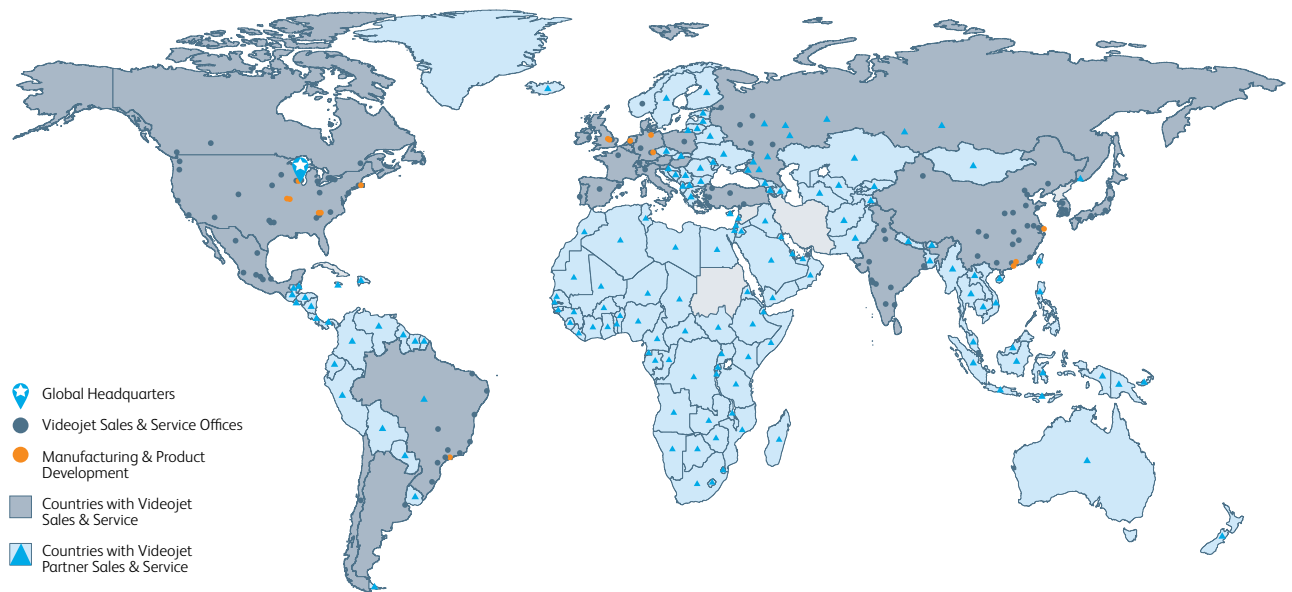 Global Headquarters
Videojet Sales & Service Offices
Manufacturing & Product
Development
Countries with Videojet
Sales & Service
Countries with Videojet
Partner Sales & Service